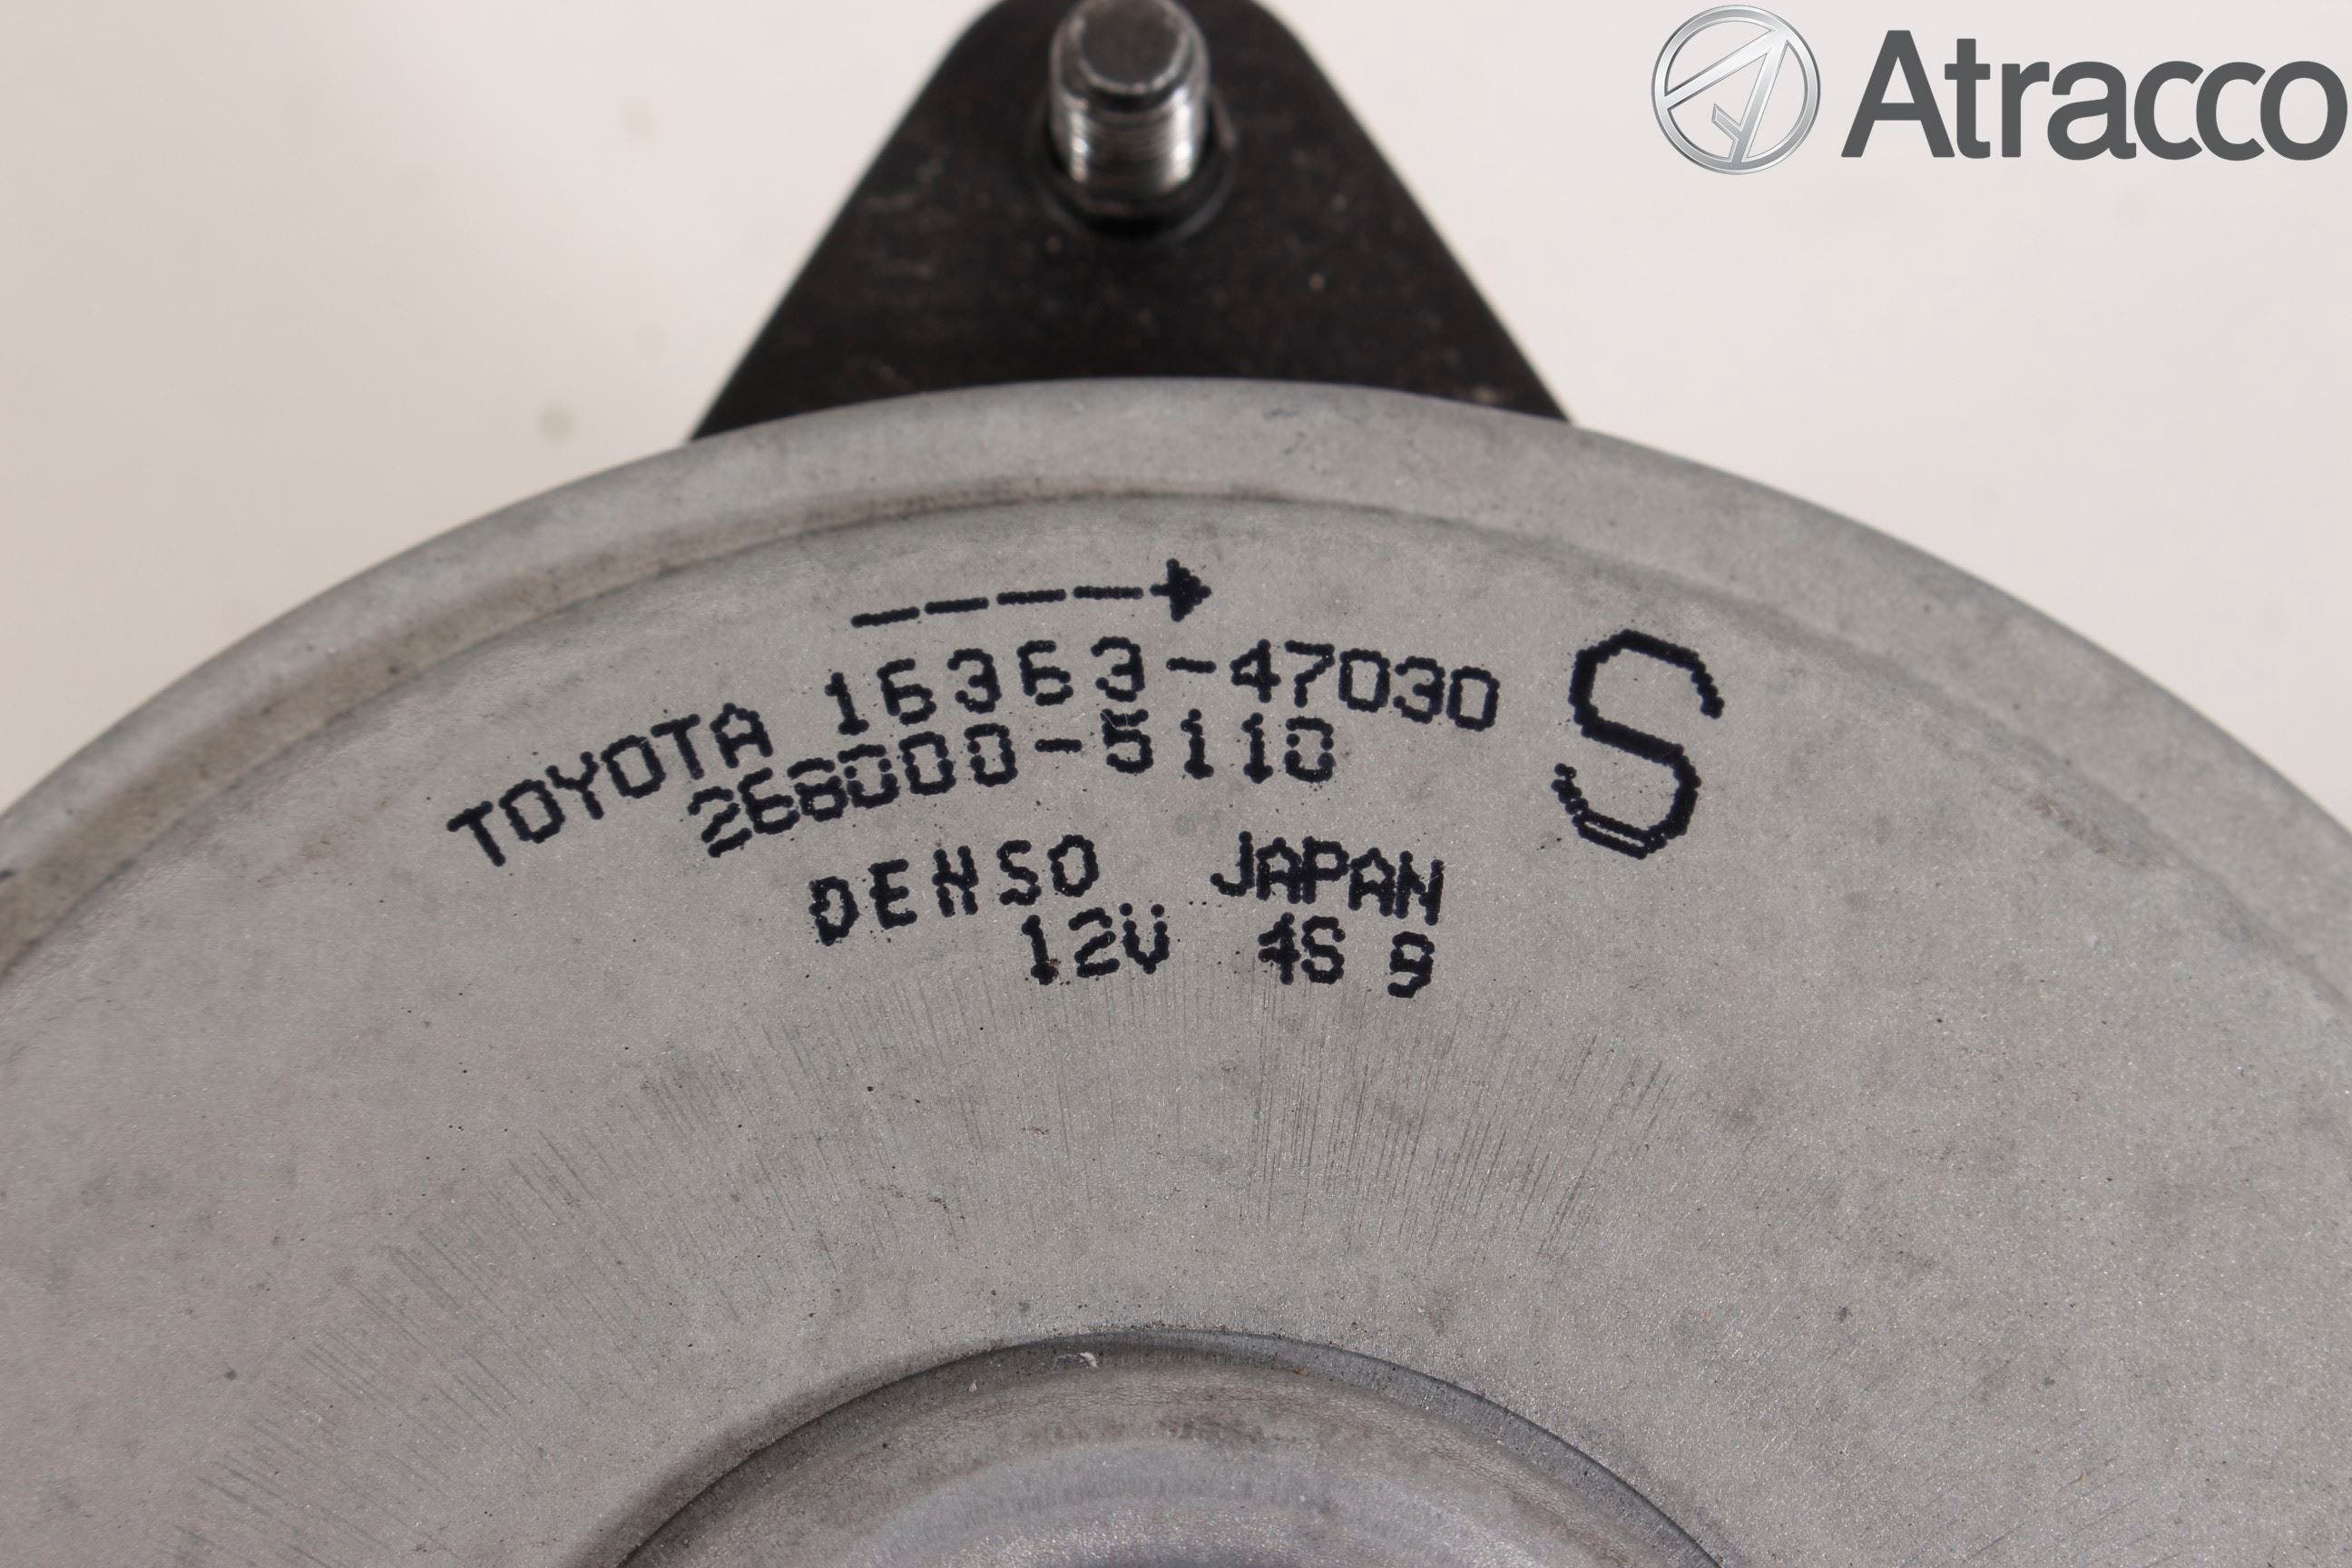 Atracco
TOYOTA 16363-47030 S
268000-5110
DENSO JAPAN
12V 4S 9